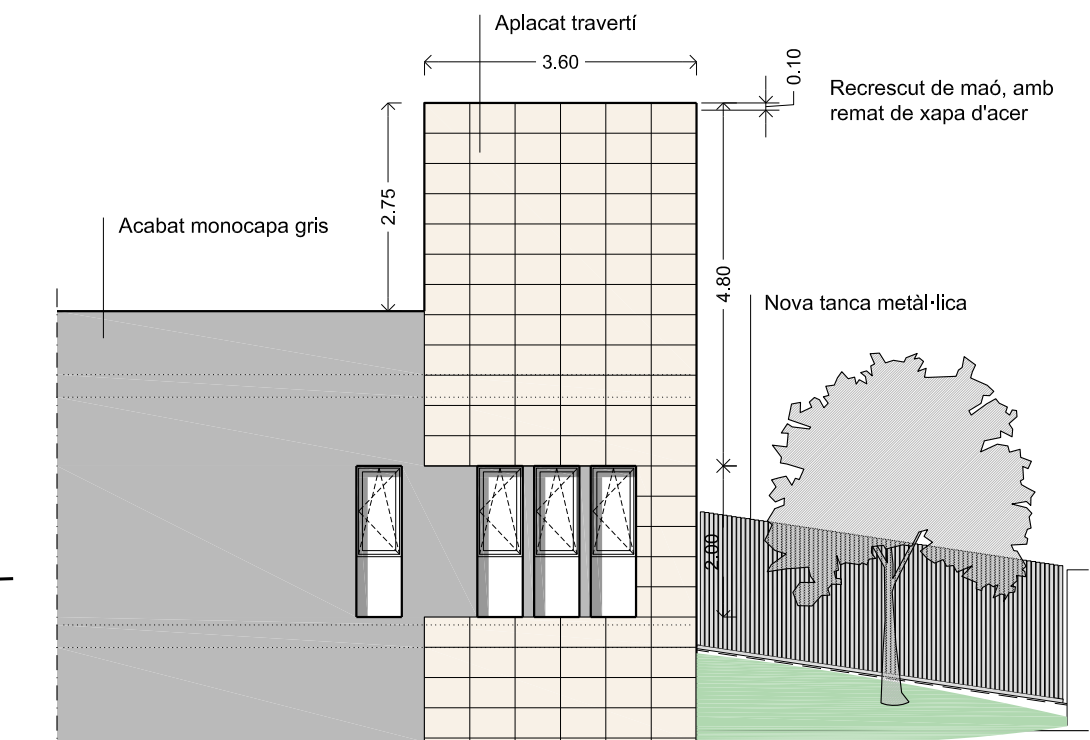 Aplacat travertí
3.60
0.10
Recrescut de maó, amb
remat de xapa d'acer
2.75
Acabat monocapa gris
4.80
Nova tanca metàl·lica
2.00